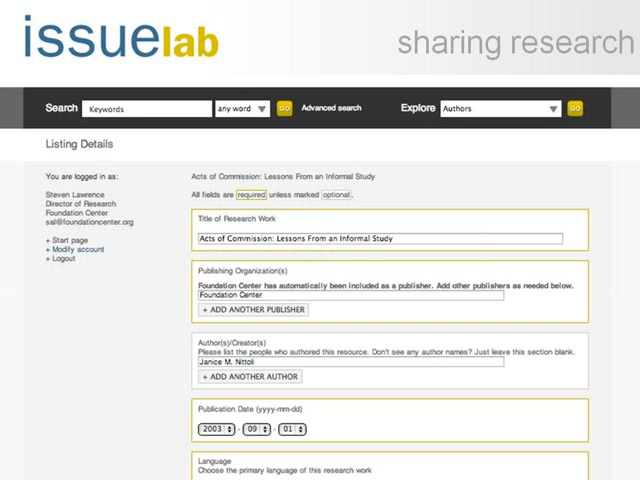 issuelab
sharing research
Search Keywords any word GO Advanced search Explore Authors GO
Listing Details
You are logged in as:
Steven Lawrence
Director of Research
Foundation Center
sal@foundationcenter.org
+ Start page
+ Modify account
+ Logout
Acts of Commission: Lessons From an Informal Study
All fields are required unless marked optional.
Title of Research Work
Acts of Commission: Lessons From an Informal Study
Publishing Organization(s)
Foundation Center has automatically been included as a publisher. Add other publishers as needed below.
Foundation Center
+ ADD ANOTHER PUBLISHER
Author(s)/Creator(s)
Please list the people who authored this resource. Don't see any author names? Just leave this section blank.
Janice M. Nittoli
+ ADD ANOTHER AUTHOR
Publication Date (yyyy-mm-dd)
2003 - 09 - 01
Language
Choose the primary language of this research work